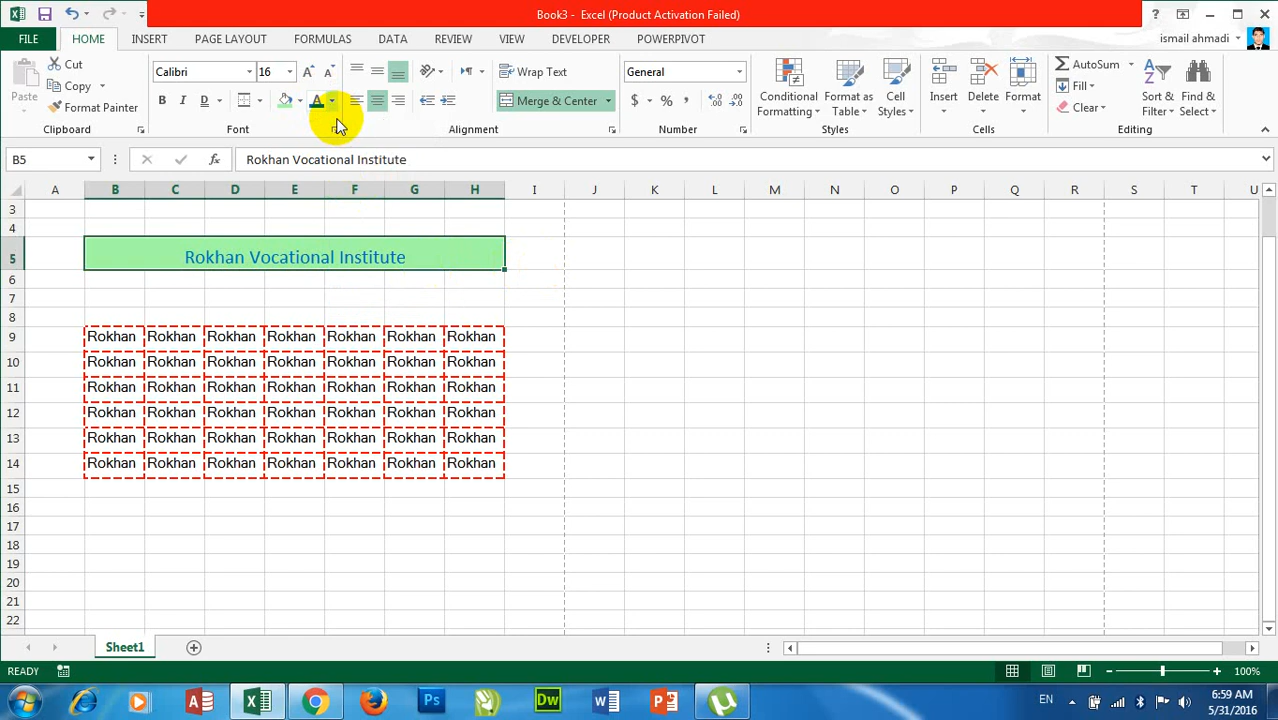 Book3 - Excel (Product Activation Failed)
?
FILE HOME INSERT PAGE LAYOUT FORMULAS DATA REVIEW VIEW DEVELOPER POWERPIVOT ismail ahmadi
Paste Cut Copy Format Painter
Clipboard
Calibri 16
B I D A
Font
Wrap Text
Merge & Center
Alignment
General
$ % ,
Number
Conditional Formatting Format as Table Cell Styles
Styles
Insert Delete Format
Cells
AutoSum Fill Clear Sort & Filter Find & Select
Editing
B5 fx Rokhan Vocational Institute
A B C D E F G H I J K L M N O P Q R S T U
3
4
5 Rokhan Vocational Institute
6
7
8
9 Rokhan Rokhan Rokhan Rokhan Rokhan Rokhan Rokhan
10 Rokhan Rokhan Rokhan Rokhan Rokhan Rokhan Rokhan
11 Rokhan Rokhan Rokhan Rokhan Rokhan Rokhan Rokhan
12 Rokhan Rokhan Rokhan Rokhan Rokhan Rokhan Rokhan
13 Rokhan Rokhan Rokhan Rokhan Rokhan Rokhan Rokhan
14 Rokhan Rokhan Rokhan Rokhan Rokhan Rokhan Rokhan
15
16
17
18
19
20
21
22
Sheet1
READY 100%
Ps Dw EN 6:59 AM
5/31/2016